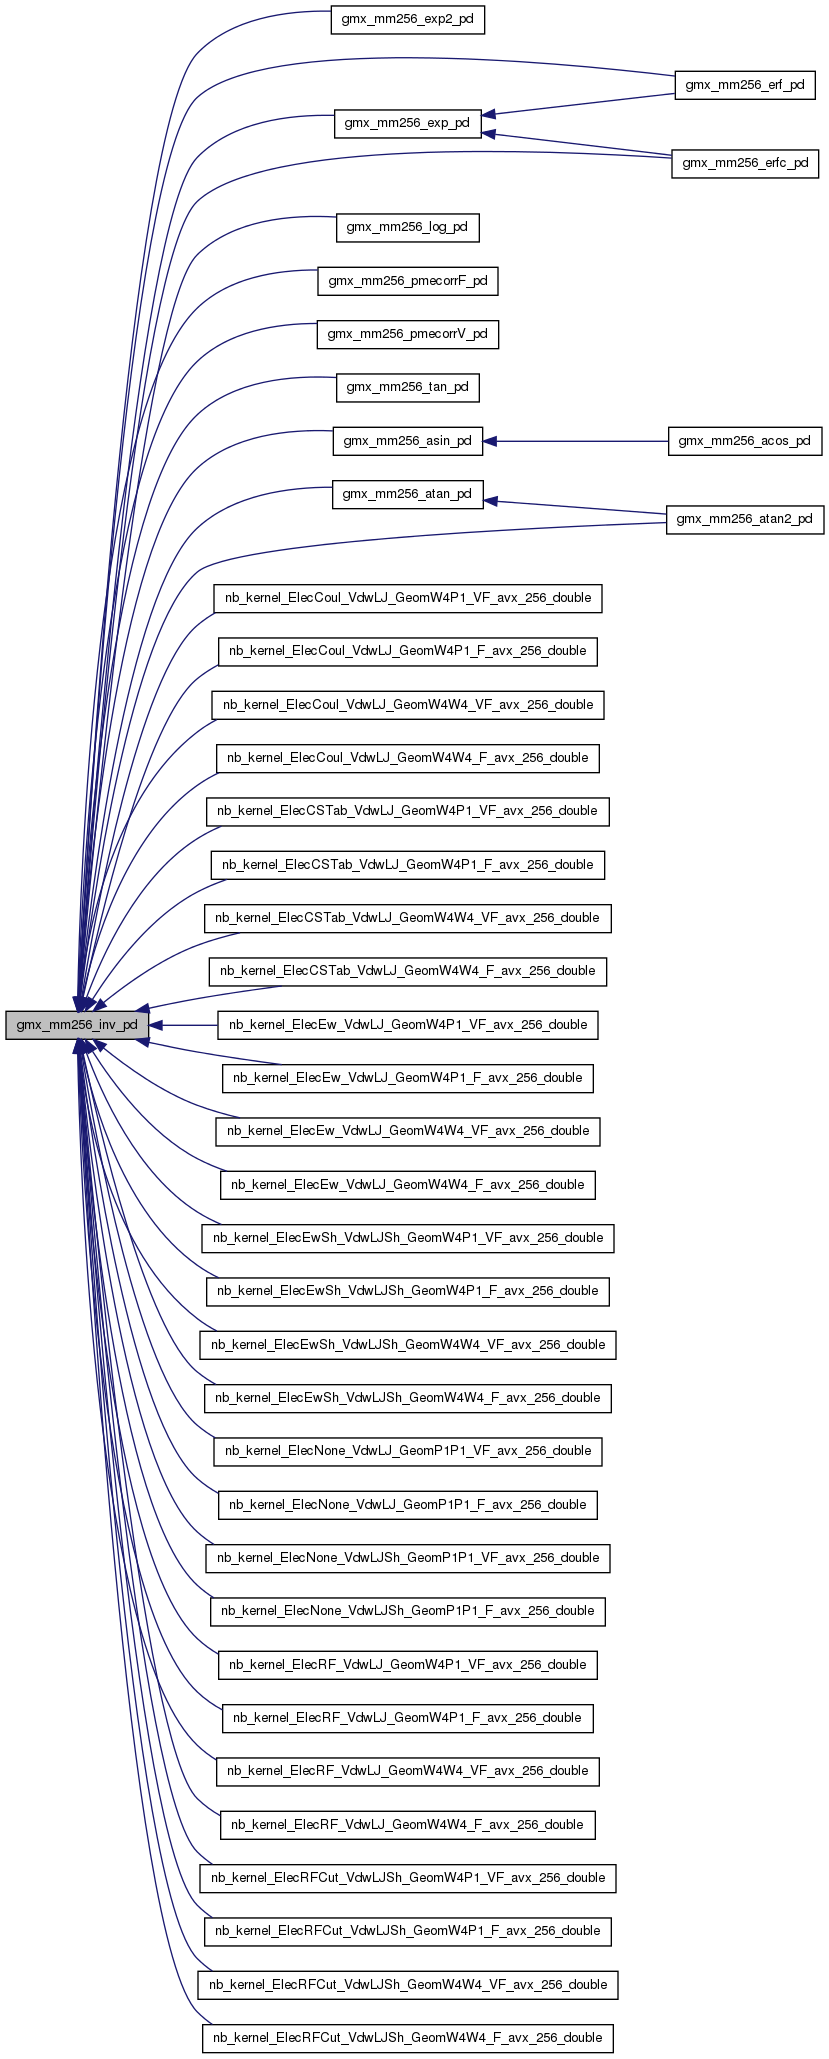 gmx_mm256_exp2_pd
gmx_mm256_erf_pd
gmx_mm256_exp_pd
gmx_mm256_erfc_pd
gmx_mm256_log_pd
gmx_mm256_pmecorrF_pd
gmx_mm256_pmecorrV_pd
gmx_mm256_tan_pd
gmx_mm256_asin_pd
gmx_mm256_acos_pd
gmx_mm256_atan_pd
gmx_mm256_atan2_pd
nb_kernel_ElecCoul_VdwLJ_GeomW4P1_VF_avx_256_double
nb_kernel_ElecCoul_VdwLJ_GeomW4P1_F_avx_256_double
nb_kernel_ElecCoul_VdwLJ_GeomW4W4_VF_avx_256_double
nb_kernel_ElecCoul_VdwLJ_GeomW4W4_F_avx_256_double
nb_kernel_ElecCSTab_VdwLJ_GeomW4P1_VF_avx_256_double
nb_kernel_ElecCSTab_VdwLJ_GeomW4P1_F_avx_256_double
nb_kernel_ElecCSTab_VdwLJ_GeomW4W4_VF_avx_256_double
nb_kernel_ElecCSTab_VdwLJ_GeomW4W4_F_avx_256_double
gmx_mm256_inv_pd
nb_kernel_ElecEw_VdwLJ_GeomW4P1_VF_avx_256_double
nb_kernel_ElecEw_VdwLJ_GeomW4P1_F_avx_256_double
nb_kernel_ElecEw_VdwLJ_GeomW4W4_VF_avx_256_double
nb_kernel_ElecEw_VdwLJ_GeomW4W4_F_avx_256_double
nb_kernel_ElecEwSh_VdwLJSh_GeomW4P1_VF_avx_256_double
nb_kernel_ElecEwSh_VdwLJSh_GeomW4P1_F_avx_256_double
nb_kernel_ElecEwSh_VdwLJSh_GeomW4W4_VF_avx_256_double
nb_kernel_ElecEwSh_VdwLJSh_GeomW4W4_F_avx_256_double
nb_kernel_ElecNone_VdwLJ_GeomP1P1_VF_avx_256_double
nb_kernel_ElecNone_VdwLJ_GeomP1P1_F_avx_256_double
nb_kernel_ElecNone_VdwLJSh_GeomP1P1_VF_avx_256_double
nb_kernel_ElecNone_VdwLJSh_GeomP1P1_F_avx_256_double
nb_kernel_ElecRF_VdwLJ_GeomW4P1_VF_avx_256_double
nb_kernel_ElecRF_VdwLJ_GeomW4P1_F_avx_256_double
nb_kernel_ElecRF_VdwLJ_GeomW4W4_VF_avx_256_double
nb_kernel_ElecRF_VdwLJ_GeomW4W4_F_avx_256_double
nb_kernel_ElecRFCut_VdwLJSh_GeomW4P1_VF_avx_256_double
nb_kernel_ElecRFCut_VdwLJSh_GeomW4P1_F_avx_256_double
nb_kernel_ElecRFCut_VdwLJSh_GeomW4W4_VF_avx_256_double
nb_kernel_ElecRFCut_VdwLJSh_GeomW4W4_F_avx_256_double